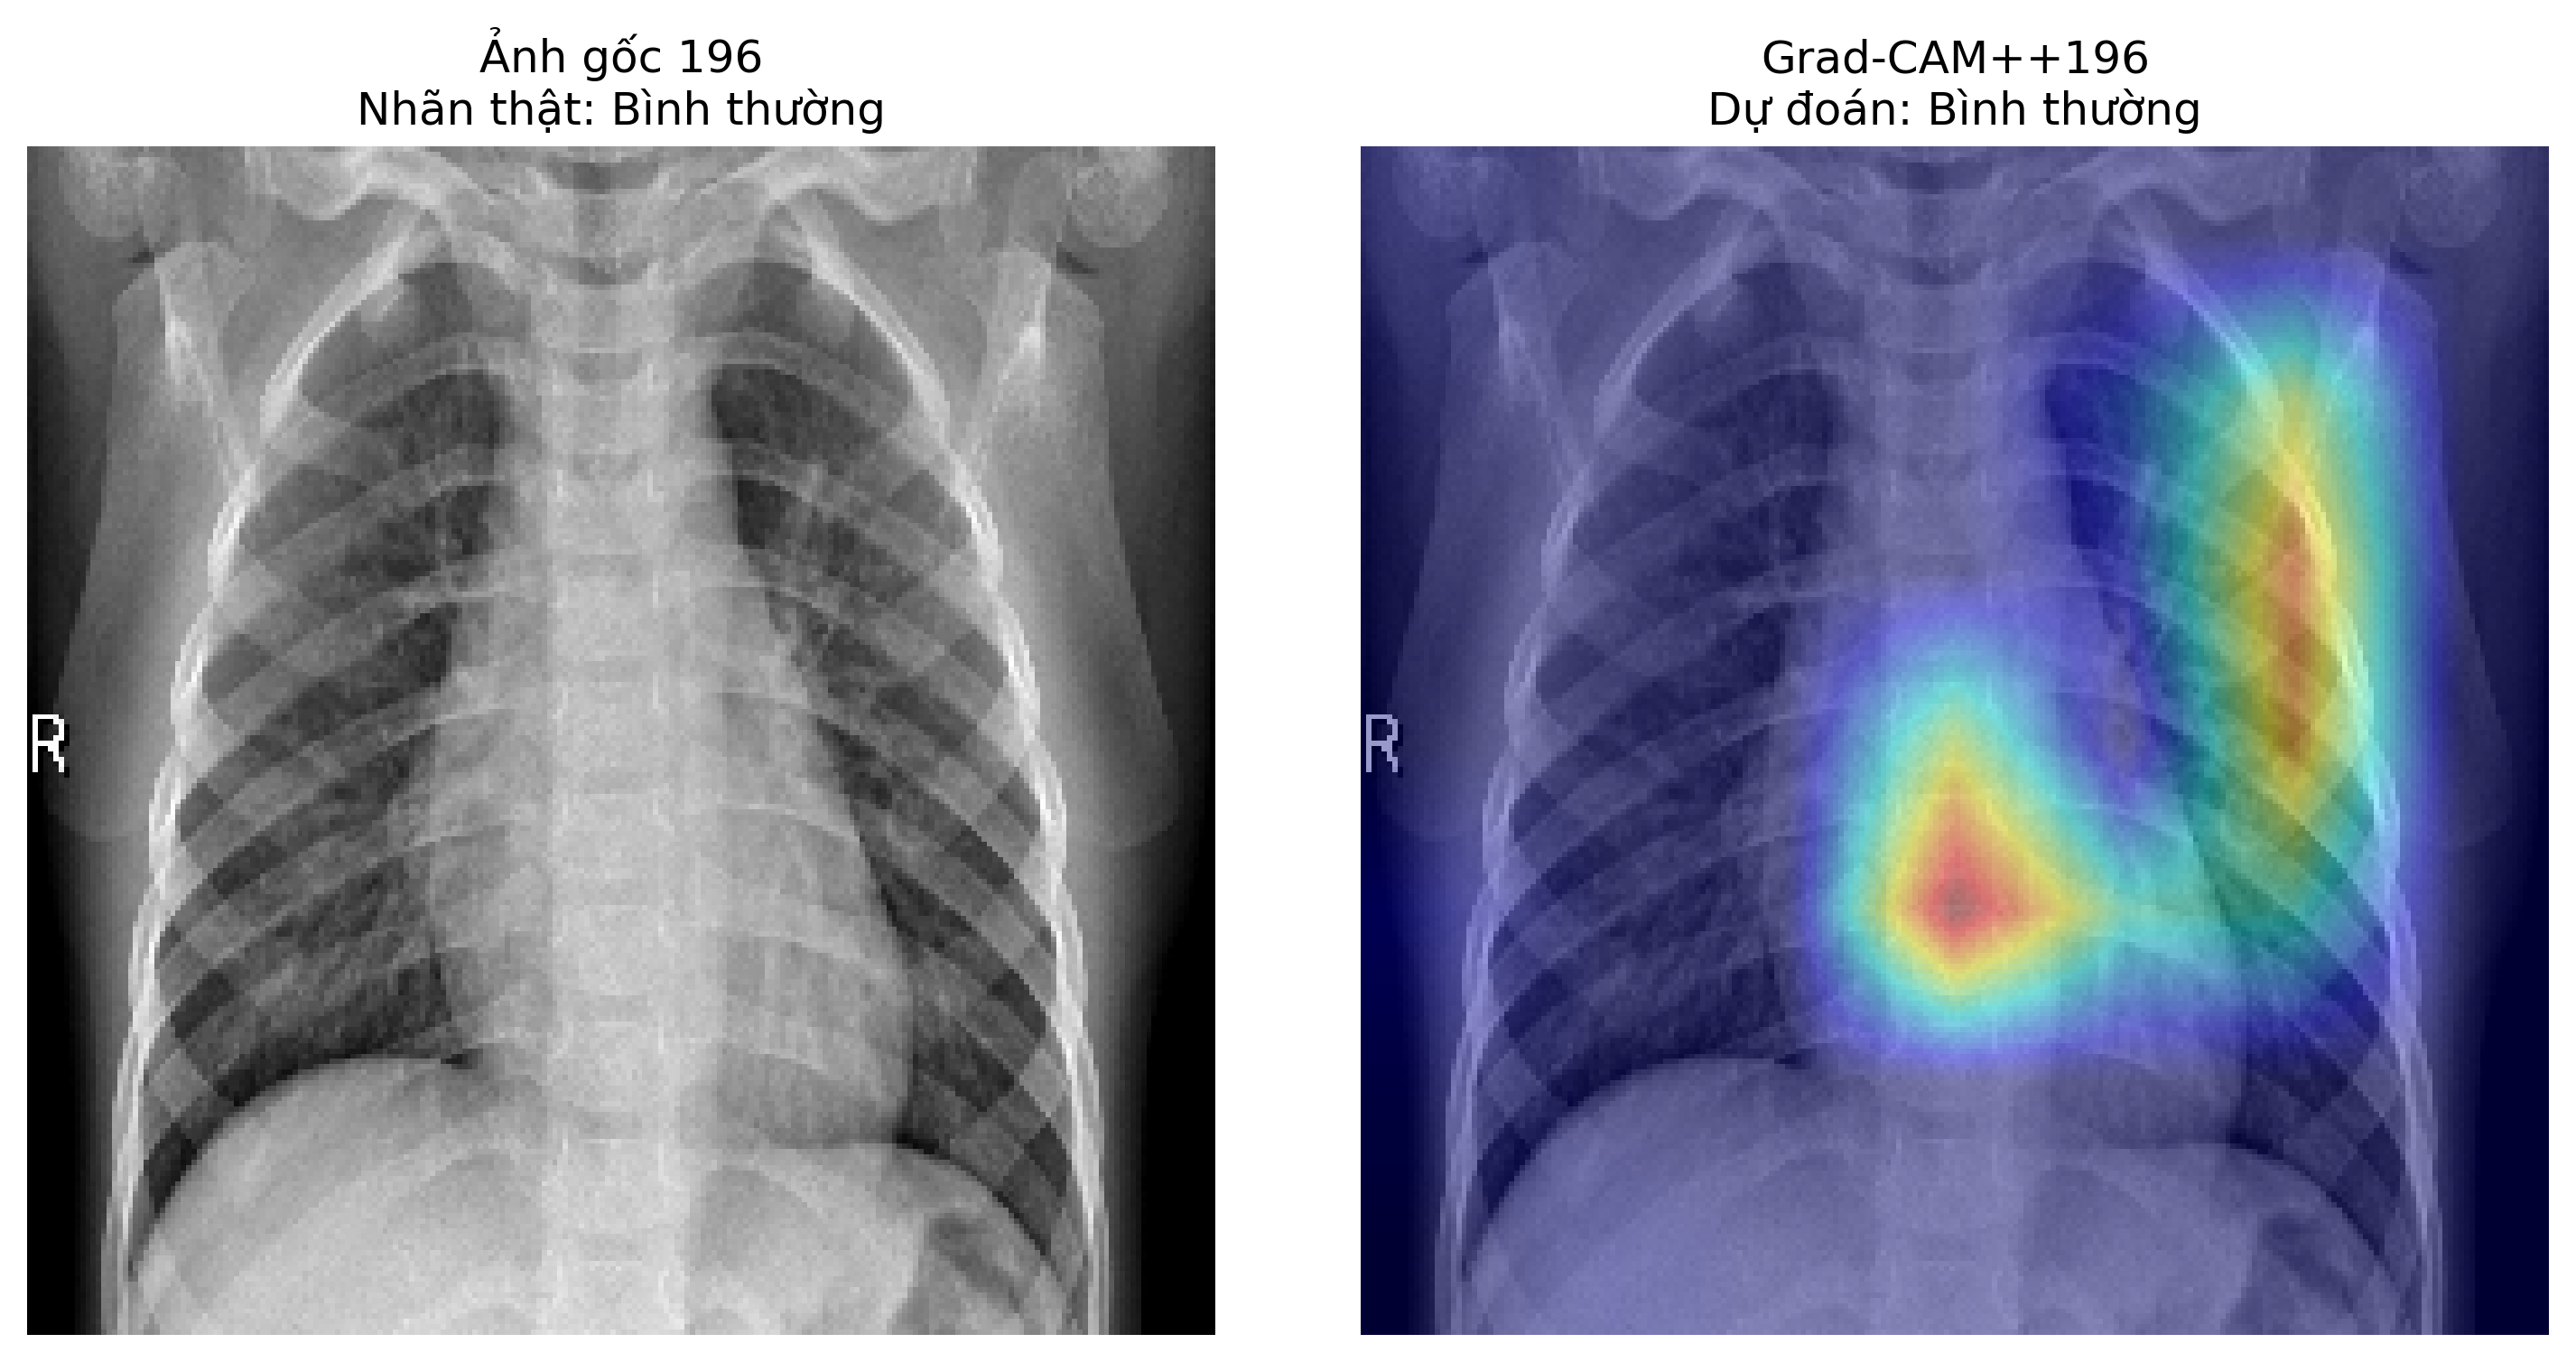 Ảnh gốc 196
Nhãn thật: Bình thường
Grad-CAM++196
Dự đoán: Bình thường
R
R